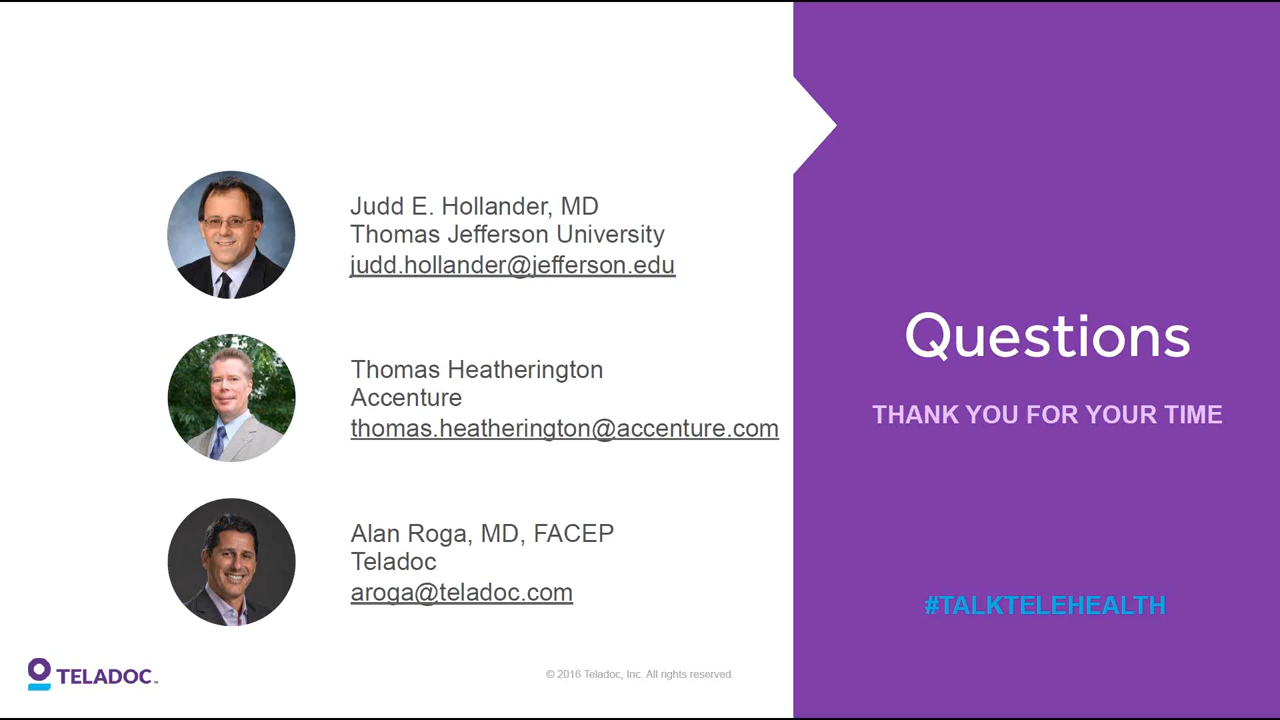 Judd E. Hollander, MD
Thomas Jefferson University
judd.hollander@jefferson.edu
Thomas Heatherington
Accenture
thomas.heatherington@accenture.com
Alan Roga, MD, FACEP
Teladoc
aroga@teladoc.com
TELADOC™
© 2016 Teladoc, Inc. All rights reserved.
Questions
THANK YOU FOR YOUR TIME
#TALKTELEHEALTH